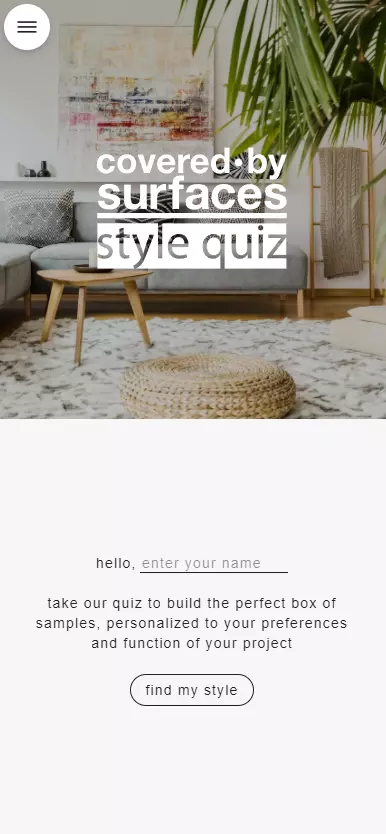 covered•by
surfaces
style quiz
hello, enter your name
take our quiz to build the perfect box of
samples, personalized to your preferences
and function of your project
find my style